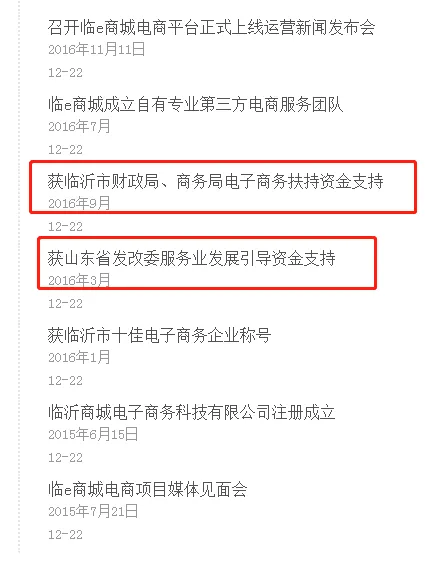 召开临e商城电商平台正式上线运营新闻发布会
2016年11月11日
12-22
临e商城成立自有专业第三方电商服务团队
2016年7月
12-22
获临沂市财政局、商务局电子商务扶持资金支持
2016年9月
12-22
获山东省发改委服务业发展引导资金支持
2016年3月
12-22
获临沂市十佳电子商务企业称号
2016年1月
12-22
临沂商城电子商务科技有限公司注册成立
2015年6月15日
12-22
临e商城电商项目媒体见面会
2015年7月21日
12-22